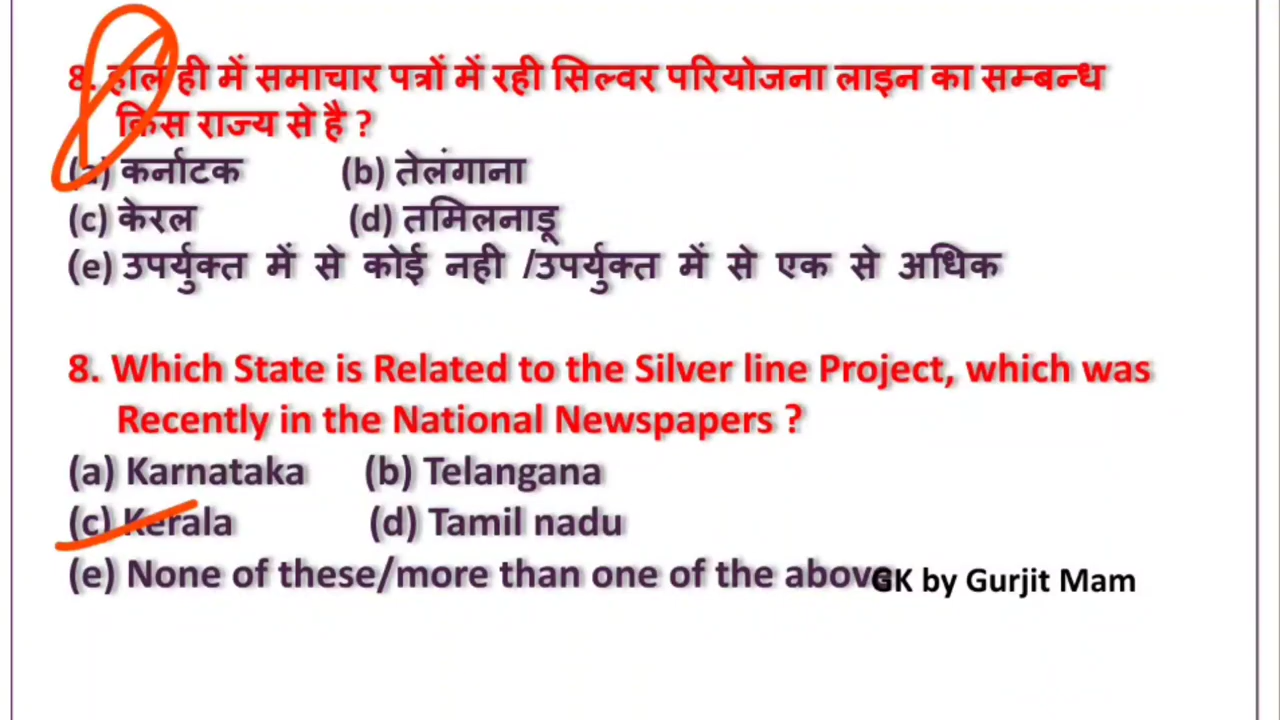 8. हाल ही में समाचार पत्रों में रही सिल्वर परियोजना लाइन का सम्बन्ध
किस राज्य से है ?
(a) कर्नाटक (b) तेलंगाना
(c) केरल (d) तमिलनाडू
(e) उपर्युक्त में से कोई नही /उपर्युक्त में से एक से अधिक
8. Which State is Related to the Silver line Project, which was
Recently in the National Newspapers ?
(a) Karnataka (b) Telangana
(c) Kerala (d) Tamil nadu
(e) None of these/more than one of the above
GK by Gurjit Mam